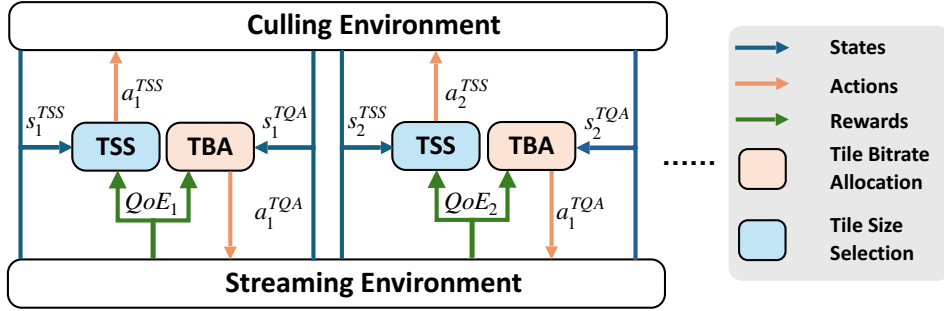 Culling Environment
States
Actions
Rewards
Tile Bitrate
Allocation
Tile Size
Selection
a_1^{TSS}
a_2^{TSS}
s_1^{TSS}
s_1^{TQA}
s_2^{TSS}
s_2^{TQA}
TSS
TBA
TSS
TBA
......
QoE_1
a_1^{TQA}
QoE_2
a_1^{TQA}
Streaming Environment